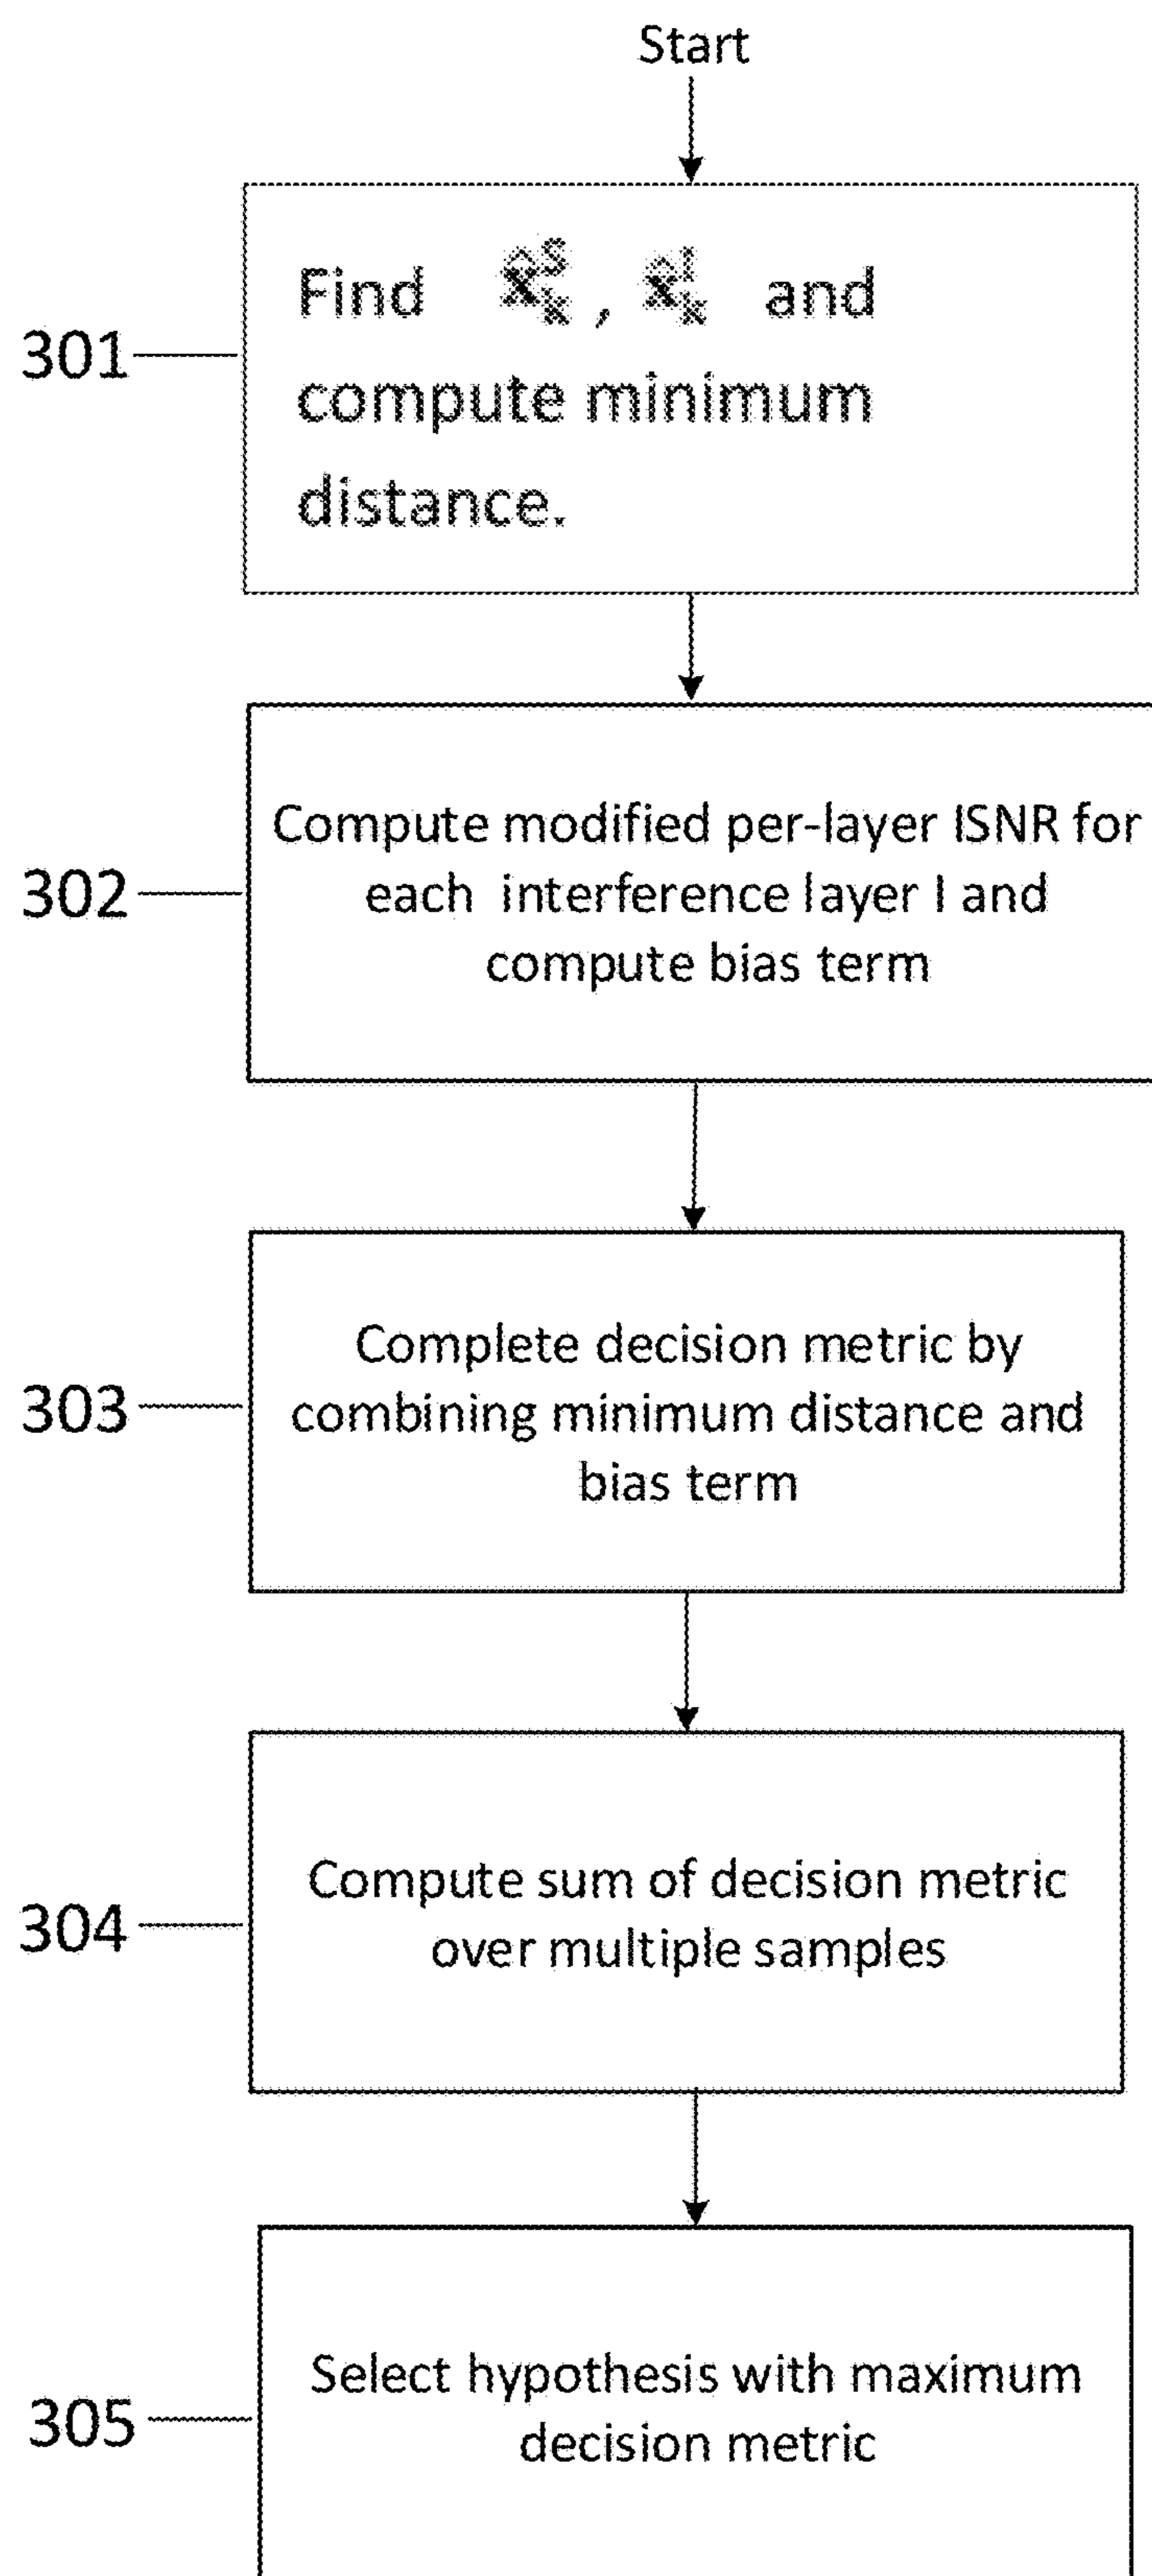 Start
301
Find x̂ₖˢ, x̂ₖᴵ and
compute minimum
distance.
302
Compute modified per-layer ISNR for
each interference layer I and
compute bias term
303
Complete decision metric by
combining minimum distance and
bias term
304
Compute sum of decision metric
over multiple samples
305
Select hypothesis with maximum
decision metric